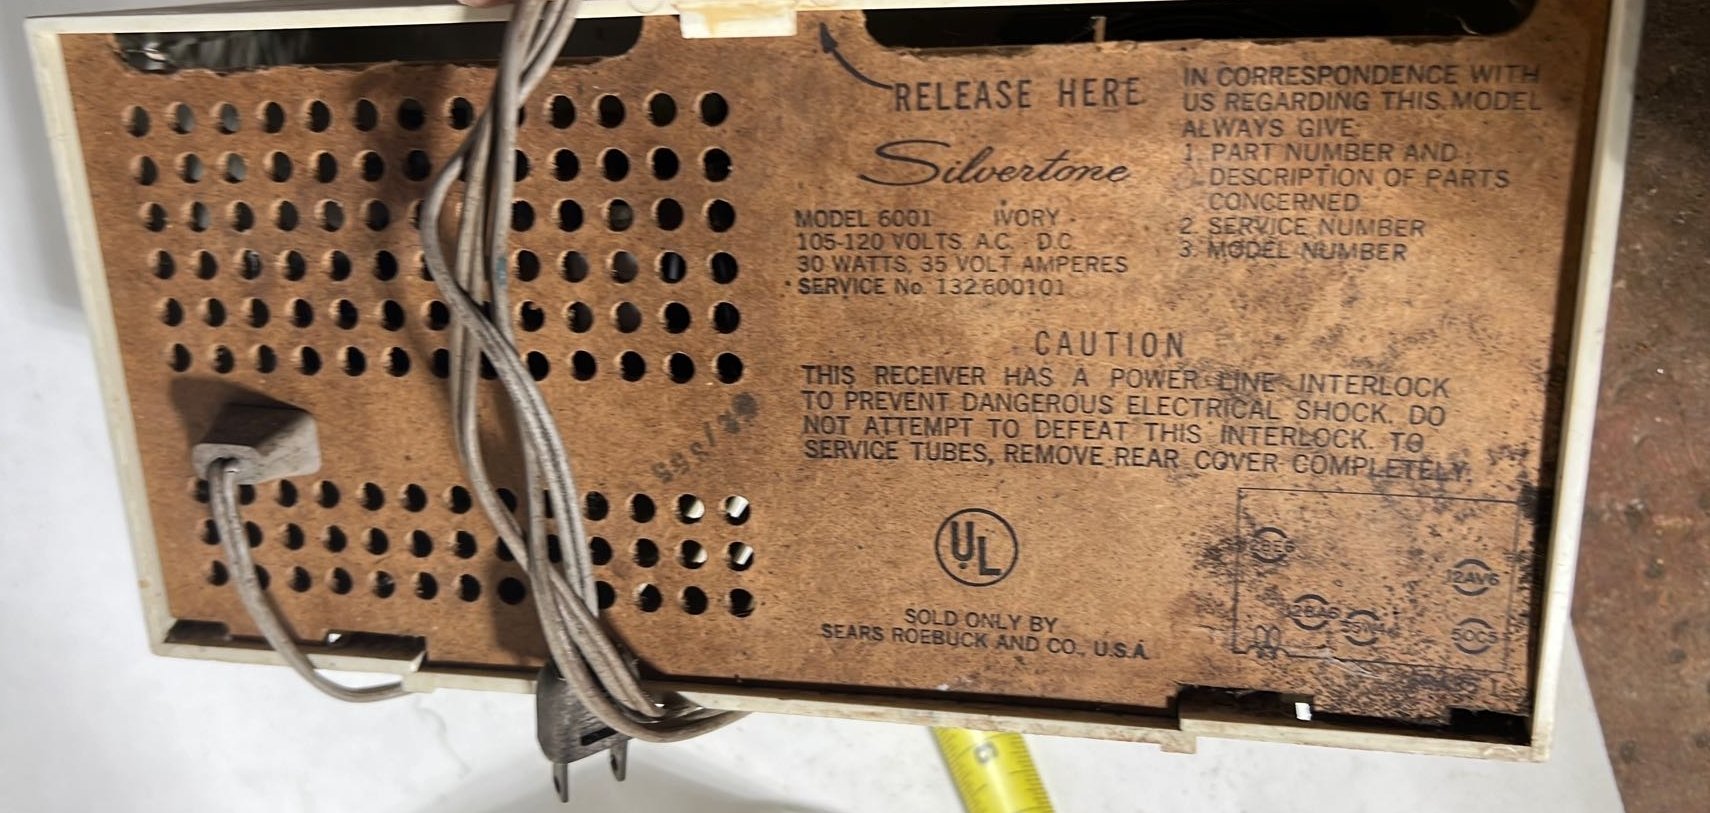 RELEASE HERE
Silvertone
MODEL 6001 IVORY
105-120 VOLTS A.C. - D.C.
30 WATTS, 35 VOLT AMPERES
SERVICE No. 132.600101
IN CORRESPONDENCE WITH
US REGARDING THIS MODEL
ALWAYS GIVE:
1. PART NUMBER AND
DESCRIPTION OF PARTS
CONCERNED
2. SERVICE NUMBER
3. MODEL NUMBER
CAUTION
THIS RECEIVER HAS A POWER LINE INTERLOCK
TO PREVENT DANGEROUS ELECTRICAL SHOCK. DO
NOT ATTEMPT TO DEFEAT THIS INTERLOCK. TO
SERVICE TUBES, REMOVE REAR COVER COMPLETELY.
UL
SOLD ONLY BY
SEARS ROEBUCK AND CO., U.S.A.
12AV6
12BA6
50C5